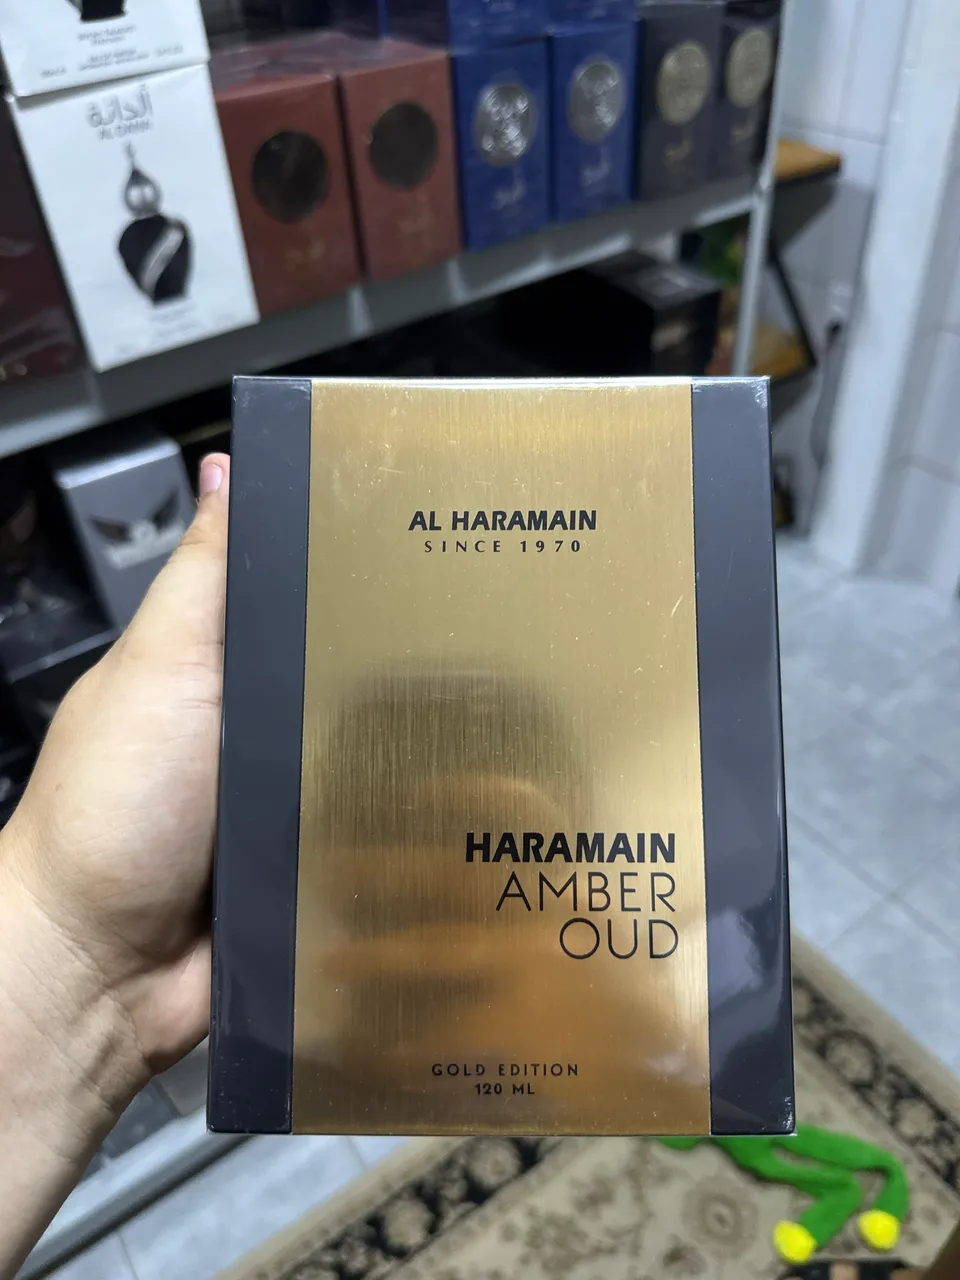 الدانة
AL DANA
AL HARAMAIN
SINCE 1970
HARAMAIN
AMBER
OUD
GOLD EDITION
120 ML